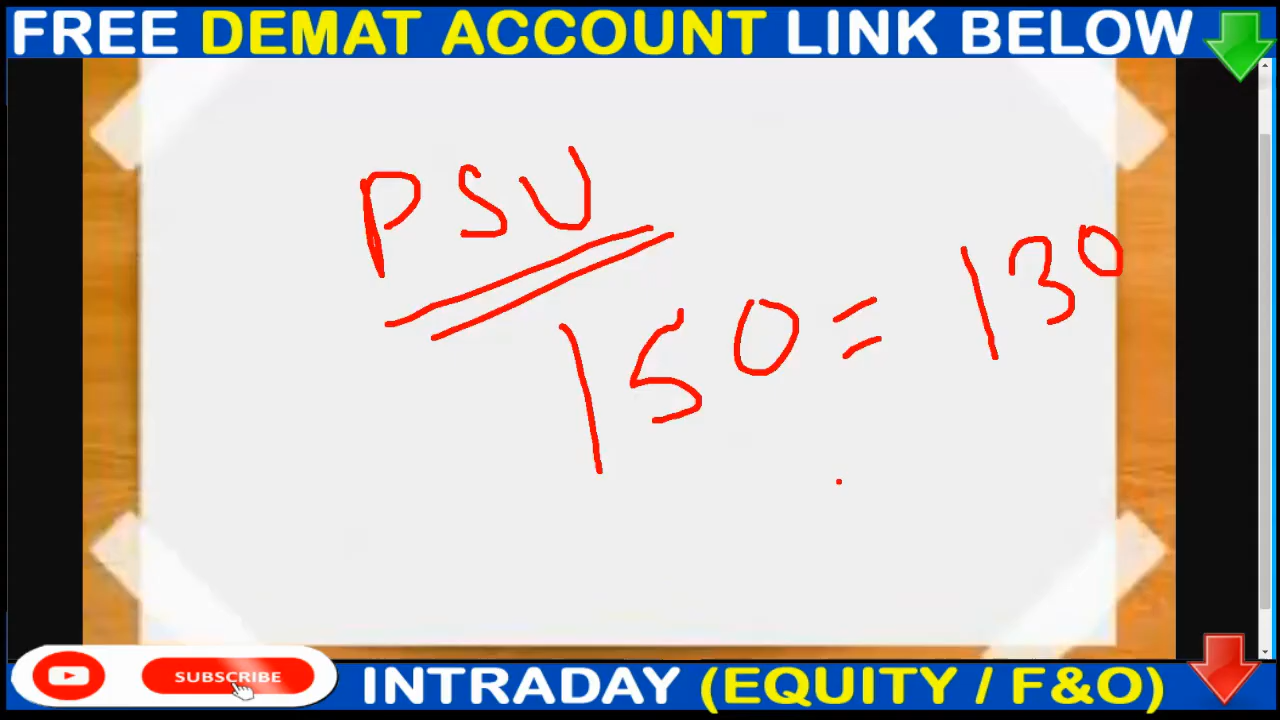 FREE DEMAT ACCOUNT LINK BELOW
PSU
150 = 130
SUBSCRIBE
INTRADAY (EQUITY / F&O)